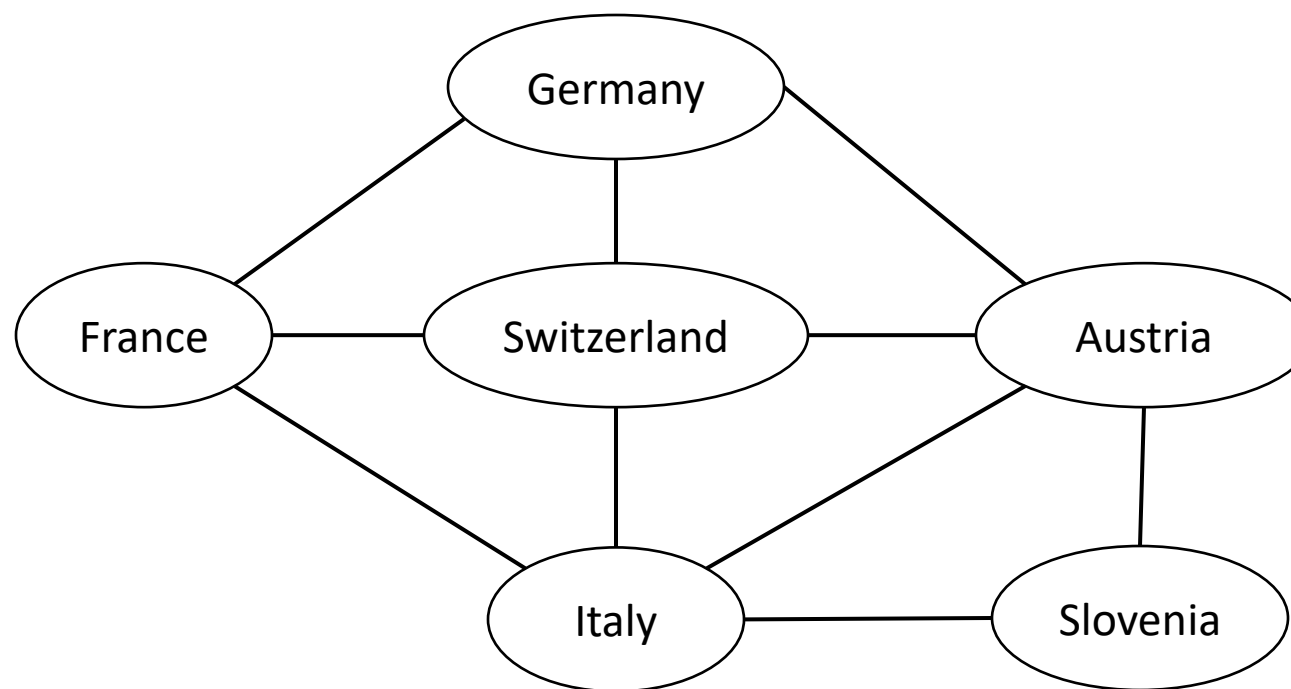 Germany
France
Switzerland
Austria
Italy
Slovenia